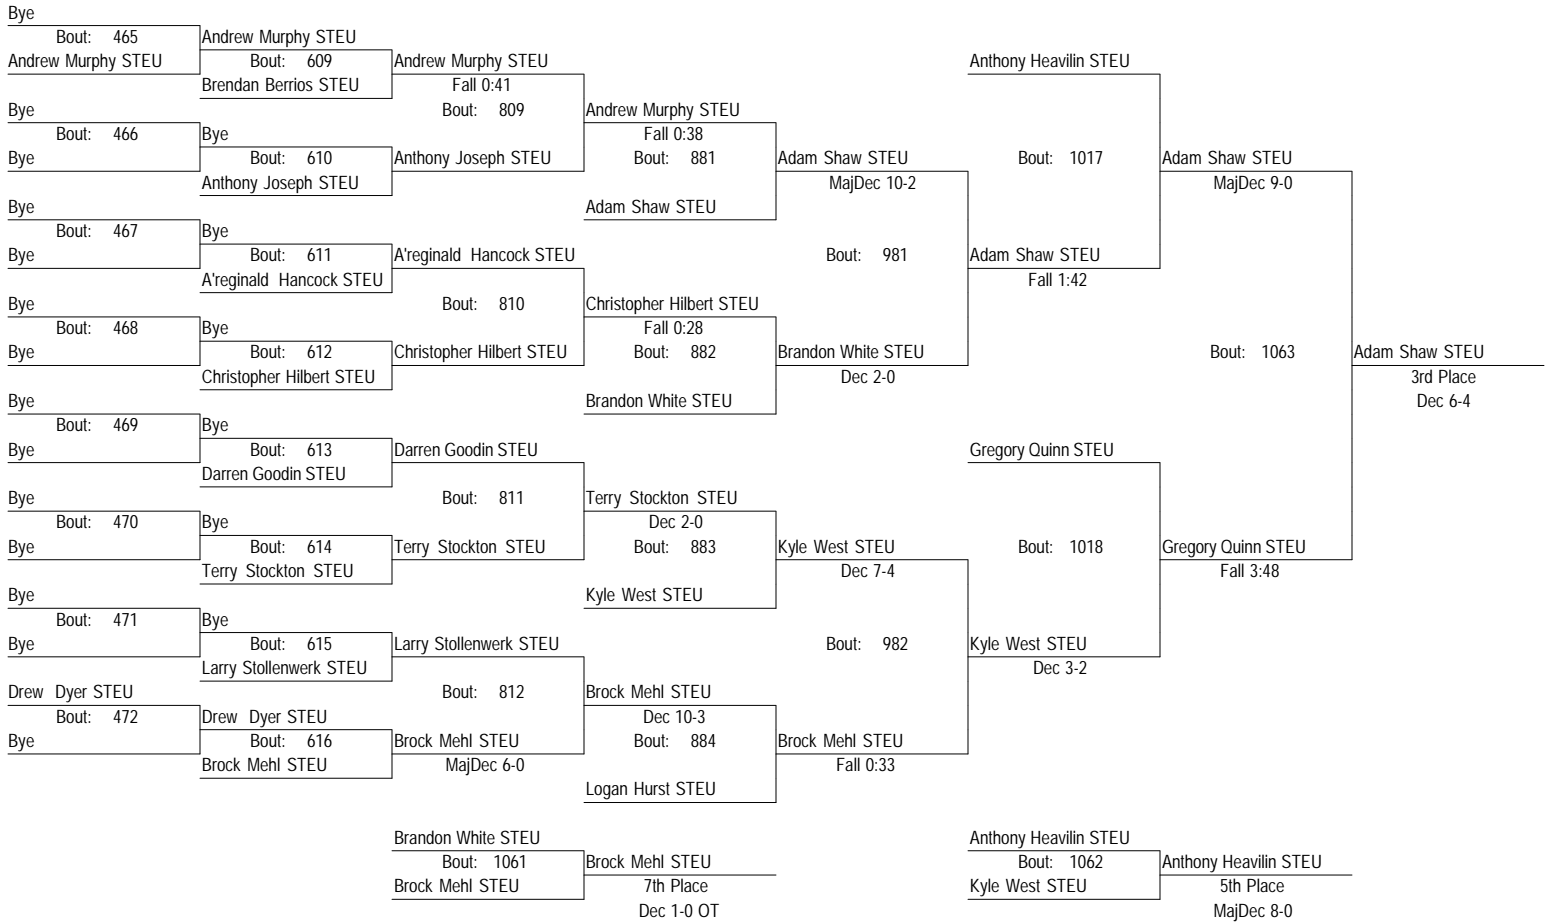 Bye
Bout: 465 Andrew Murphy STEU
Andrew Murphy STEU Bout: 609 Andrew Murphy STEU Anthony Heavilin STEU
Brendan Berrios STEU Fall 0:41
Bye Bout: 809 Andrew Murphy STEU
Bout: 466 Bye Fall 0:38
Bye Bout: 610 Anthony Joseph STEU Bout: 881 Adam Shaw STEU Bout: 1017 Adam Shaw STEU
Anthony Joseph STEU MajDec 10-2 MajDec 9-0
Bye Adam Shaw STEU
Bout: 467 Bye
Bye Bout: 611 A'reginald Hancock STEU Bout: 981 Adam Shaw STEU
A'reginald Hancock STEU Fall 1:42
Bye Bout: 810 Christopher Hilbert STEU
Bout: 468 Bye Fall 0:28
Bye Bout: 612 Christopher Hilbert STEU Bout: 882 Brandon White STEU Bout: 1063 Adam Shaw STEU
Christopher Hilbert STEU Dec 2-0 3rd Place
Bye Brandon White STEU Dec 6-4
Bout: 469 Bye
Bye Bout: 613 Darren Goodin STEU Gregory Quinn STEU
Darren Goodin STEU
Bye Bout: 811 Terry Stockton STEU
Bout: 470 Bye Dec 2-0
Bye Bout: 614 Terry Stockton STEU Bout: 883 Kyle West STEU Bout: 1018 Gregory Quinn STEU
Terry Stockton STEU Dec 7-4 Fall 3:48
Bye Kyle West STEU
Bout: 471 Bye
Bye Bout: 615 Larry Stollenwerk STEU Bout: 982 Kyle West STEU
Larry Stollenwerk STEU Dec 3-2
Drew Dyer STEU Bout: 812 Brock Mehl STEU
Bout: 472 Drew Dyer STEU Dec 10-3
Bye Bout: 616 Brock Mehl STEU Bout: 884 Brock Mehl STEU
Brock Mehl STEU MajDec 6-0 Fall 0:33
Logan Hurst STEU
Brandon White STEU Anthony Heavilin STEU
Bout: 1061 Brock Mehl STEU Bout: 1062 Anthony Heavilin STEU
Brock Mehl STEU 7th Place Kyle West STEU 5th Place
Dec 1-0 OT MajDec 8-0